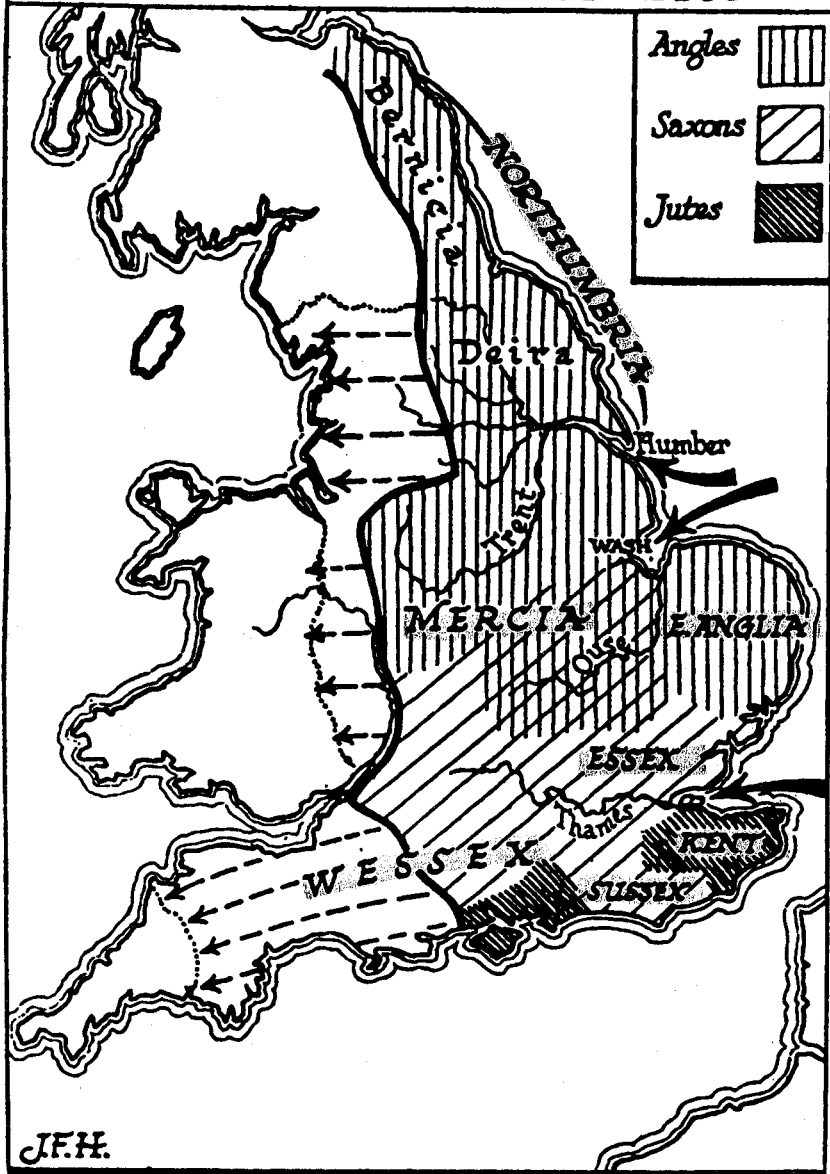 Angles
Saxons
Jutes
Bernicia
NORTHUMBRIA
Deira
Humber
Trent
WASH
MERCIA
E ANGLIA
Ouse
ESSEX
Thames
KENT
WESSEX
SUSSEX
J.F.H.